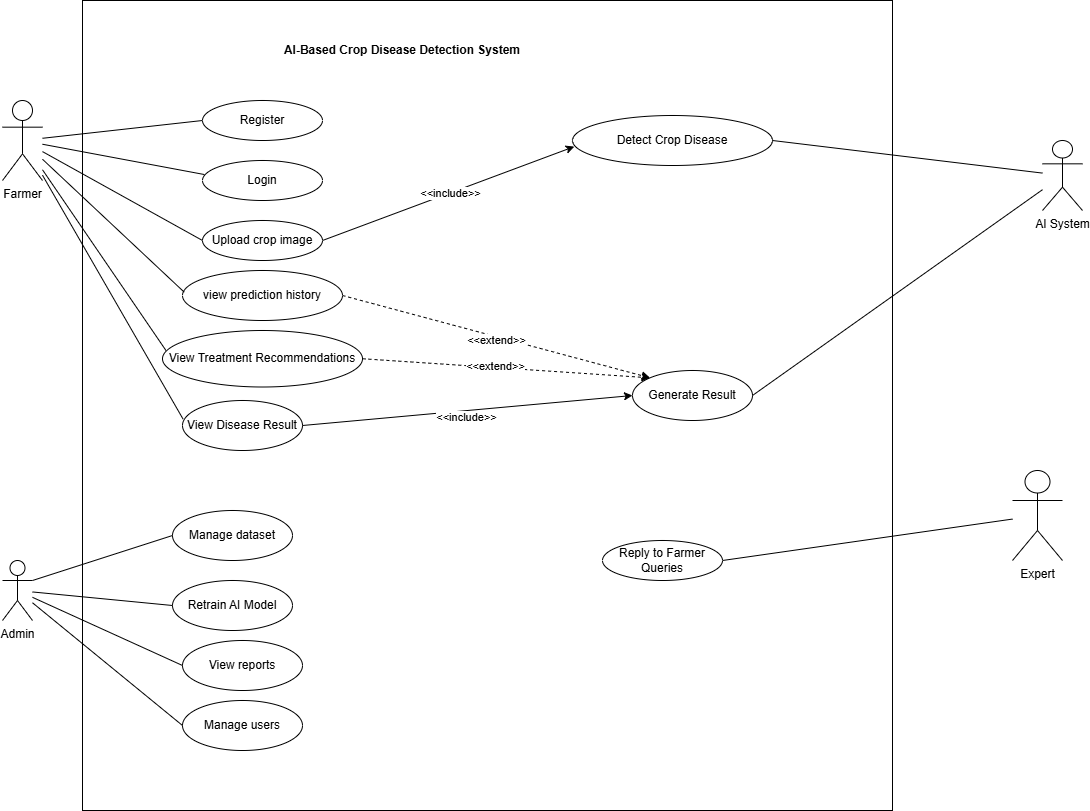 AI-Based Crop Disease Detection System
Register
Detect Crop Disease
Login
Farmer
<<include>>
AI System
Upload crop image
view prediction history
<<extend>>
View Treatment Recommendations
<<extend>>
Generate Result
<<include>>
View Disease Result
Manage dataset
Reply to Farmer
Queries
Expert
Retrain AI Model
Admin
View reports
Manage users